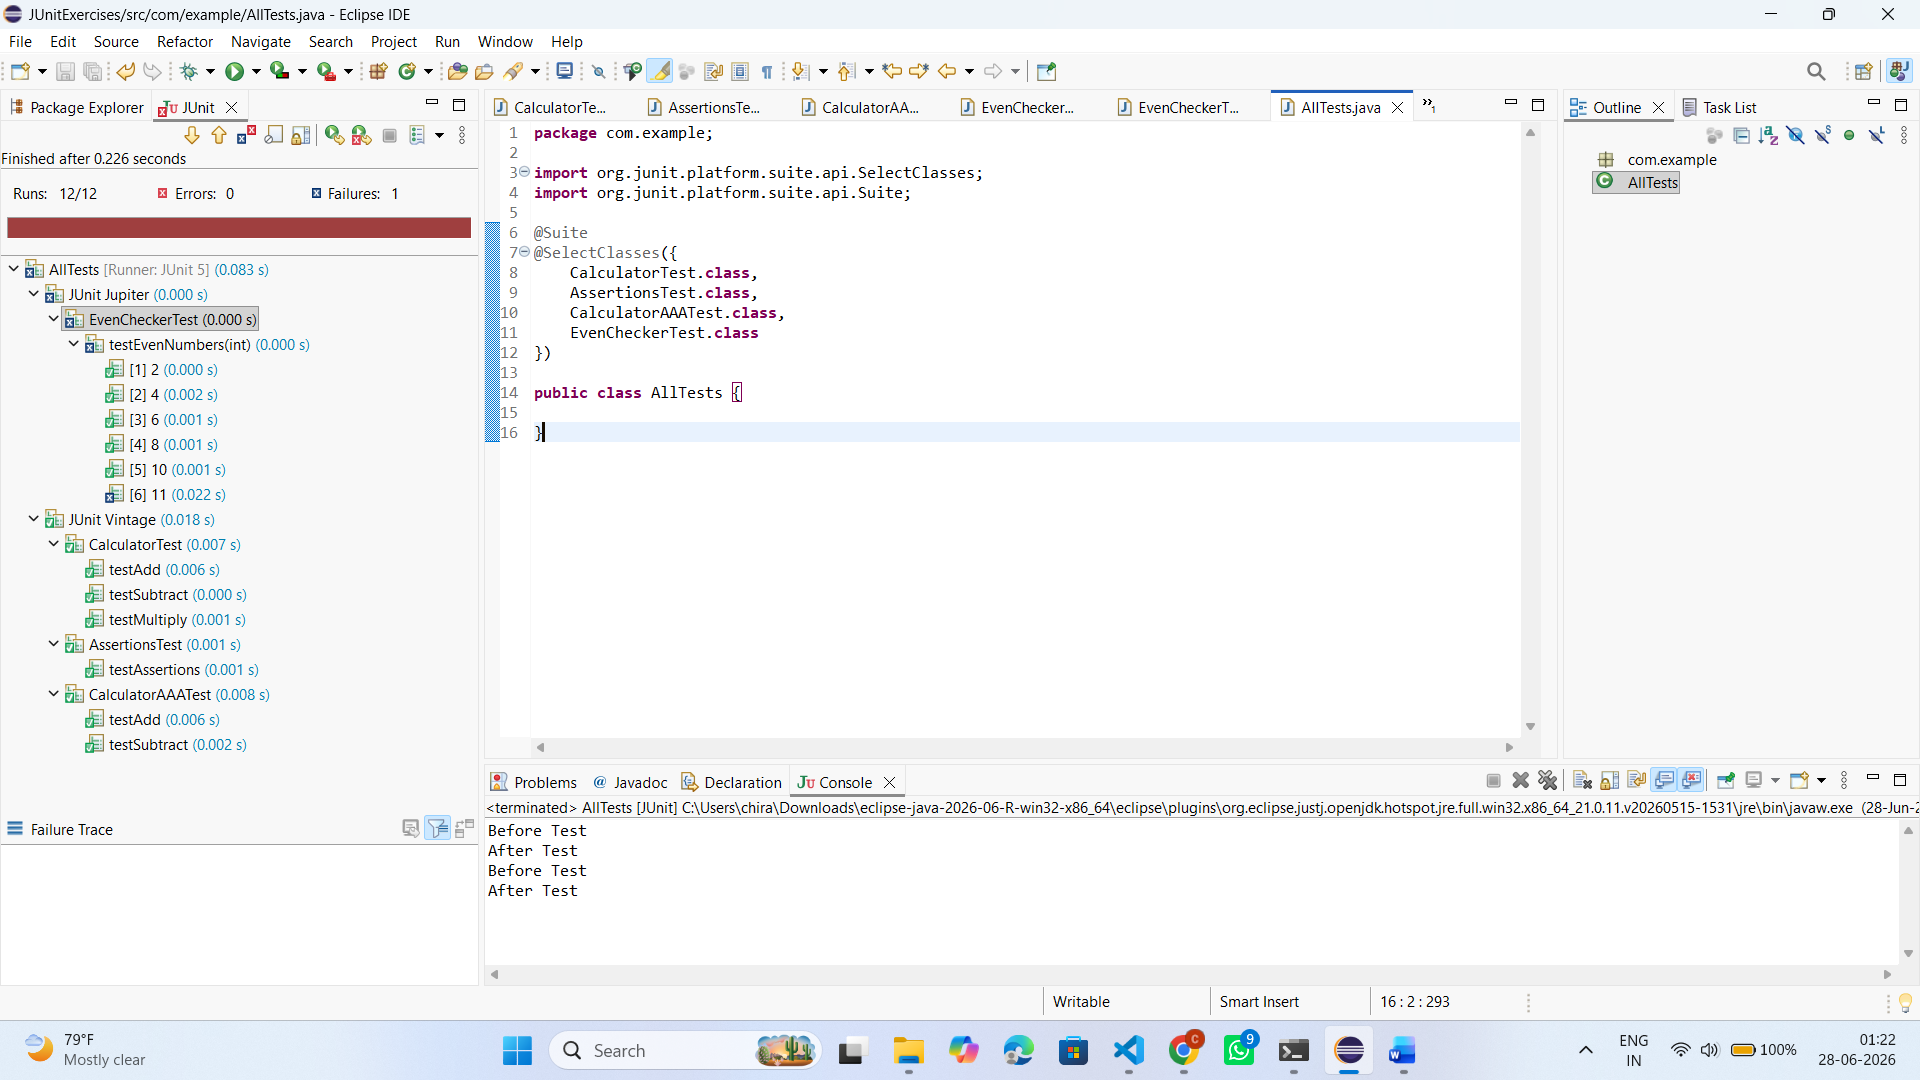 JUnitExercises/src/com/example/AllTests.java - Eclipse IDE
File Edit Source Refactor Navigate Search Project Run Window Help
Package Explorer JUnit
Finished after 0.226 seconds
Runs: 12/12 Errors: 0 Failures: 1
AllTests [Runner: JUnit 5] (0.083 s)
JUnit Jupiter (0.000 s)
EvenCheckerTest (0.000 s)
testEvenNumbers(int) (0.000 s)
[1] 2 (0.000 s)
[2] 4 (0.002 s)
[3] 6 (0.001 s)
[4] 8 (0.001 s)
[5] 10 (0.001 s)
[6] 11 (0.022 s)
JUnit Vintage (0.018 s)
CalculatorTest (0.007 s)
testAdd (0.006 s)
testSubtract (0.000 s)
testMultiply (0.001 s)
AssertionsTest (0.001 s)
testAssertions (0.001 s)
CalculatorAAATest (0.008 s)
testAdd (0.006 s)
testSubtract (0.002 s)
Failure Trace
CalculatorTe... AssertionsTe... CalculatorAA... EvenChecker... EvenCheckerT... AllTests.java »1
1 package com.example;
2
3 import org.junit.platform.suite.api.SelectClasses;
4 import org.junit.platform.suite.api.Suite;
5
6 @Suite
7 @SelectClasses({
8 CalculatorTest.class,
9 AssertionsTest.class,
10 CalculatorAAATest.class,
11 EvenCheckerTest.class
12 })
13
14 public class AllTests {
15
16 }
Outline Task List
com.example
AllTests
Problems @ Javadoc Declaration Ju Console
<terminated> AllTests [JUnit] C:\Users\chira\Downloads\eclipse-java-2026-06-R-win32-x86_64\eclipse\plugins\org.eclipse.justj.openjdk.hotspot.jre.full.win32.x86_64_21.0.11.v20260515-1531\jre\bin\javaw.exe (28-Jun-2
Before Test
After Test
Before Test
After Test
Writable Smart Insert 16 : 2 : 293
79°F
Mostly clear
Search
C
9
ENG
IN
100%
01:22
28-06-2026